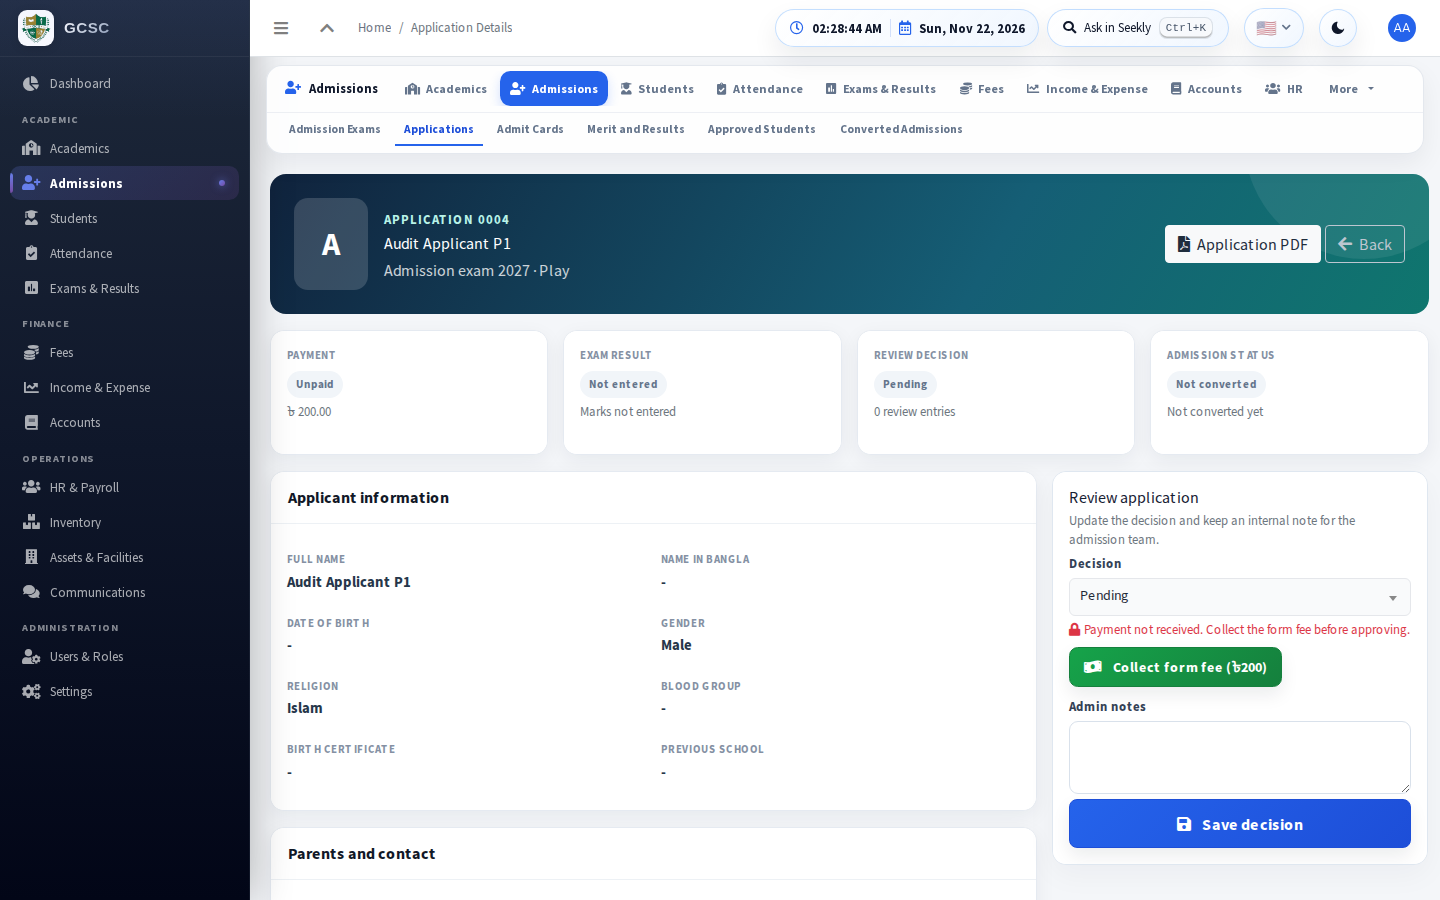 GCSC
Home / Application Details
02:28:44 AM
Sun, Nov 22, 2026
Ask in Seekly Ctrl+K
AA
Dashboard
ACADEMIC
Academics
Admissions
Students
Attendance
Exams & Results
FINANCE
Fees
Income & Expense
Accounts
OPERATIONS
HR & Payroll
Inventory
Assets & Facilities
Communications
ADMINISTRATION
Users & Roles
Settings
Admissions Academics Admissions Students Attendance Exams & Results Fees Income & Expense Accounts HR More
Admission Exams Applications Admit Cards Merit and Results Approved Students Converted Admissions
A
APPLICATION 0004
Audit Applicant P1
Admission exam 2027 · Play
Application PDF
Back
PAYMENT
Unpaid
৳ 200.00
EXAM RESULT
Not entered
Marks not entered
REVIEW DECISION
Pending
0 review entries
ADMISSION STATUS
Not converted
Not converted yet
Applicant information
FULL NAME
Audit Applicant P1
NAME IN BANGLA
-
DATE OF BIRTH
-
GENDER
Male
RELIGION
Islam
BLOOD GROUP
-
BIRTH CERTIFICATE
-
PREVIOUS SCHOOL
-
Parents and contact
Review application
Update the decision and keep an internal note for the
admission team.
Decision
Pending
Payment not received. Collect the form fee before approving.
Collect form fee (৳200)
Admin notes
Save decision